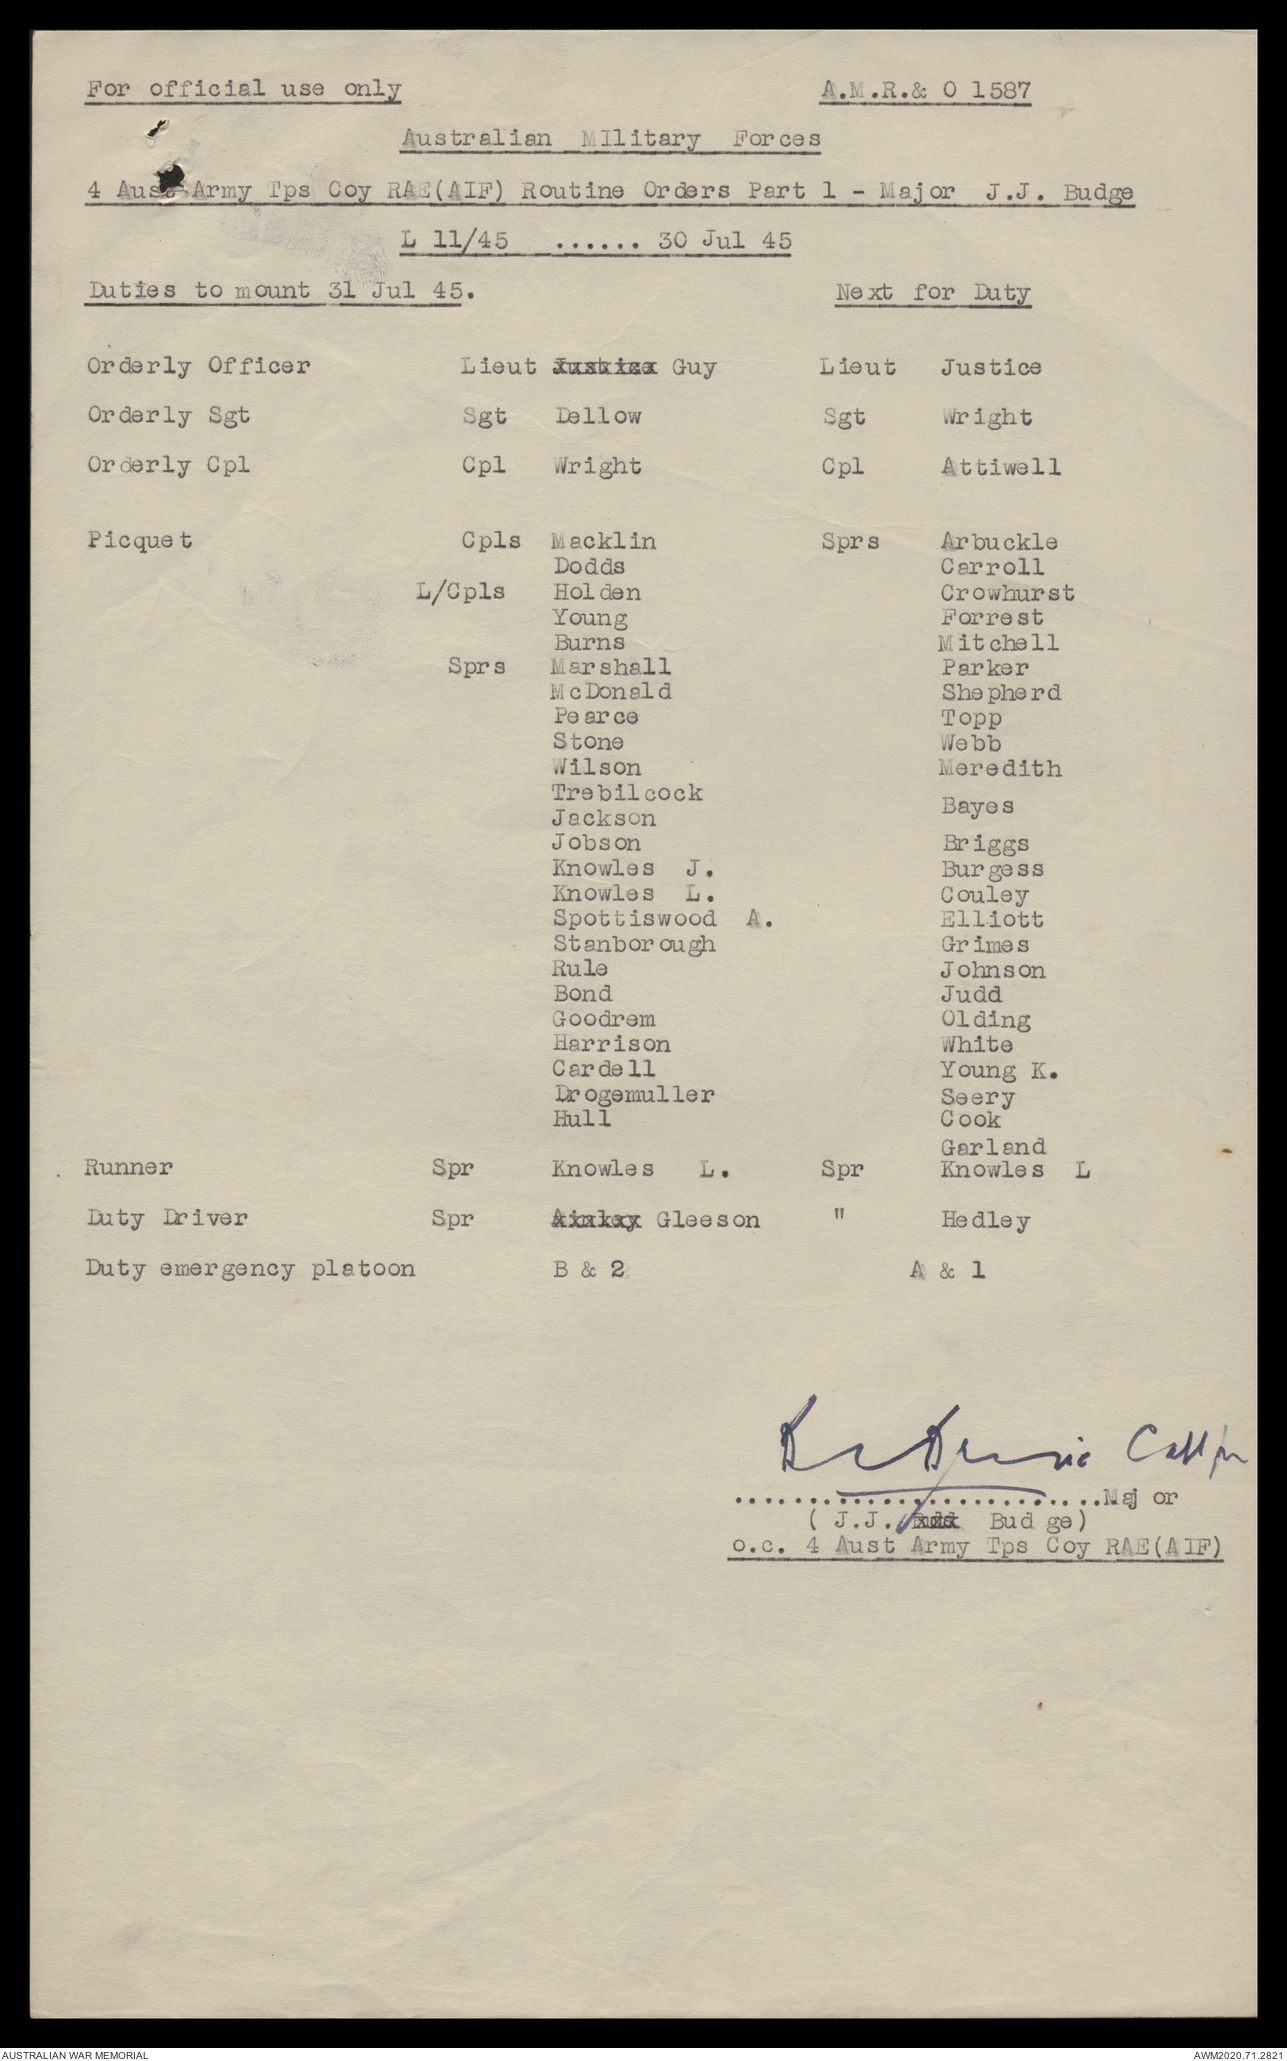 For official use only A.M.R.& O 1587
Australian MIlitary Forces
4 Aust Army Tps Coy RAE(AIF) Routine Orders Part 1 - Major J.J. Budge
L 11/45 ...... 30 Jul 45
Duties to mount 31 Jul 45. Next for Duty
Orderly Officer Lieut Justice Guy Lieut Justice
Orderly Sgt Sgt Dellow Sgt Wright
Orderly Cpl Cpl Wright Cpl Attiwell
Picquet Cpls Macklin Sprs Arbuckle
Dodds Carroll
L/Cpls Holden Crowhurst
Young Forrest
Burns Mitchell
Sprs Marshall Parker
McDonald Shepherd
Pearce Topp
Stone Webb
Wilson Meredith
Trebilcock
Bayes
Jackson
Jobson Briggs
Knowles J. Burgess
Knowles L. Couley
Spottiswood A. Elliott
Stanborough Grimes
Rule Johnson
Bond Judd
Goodrem Olding
Harrison White
Cardell Young K.
Drogemuller Seery
Hull Cook
Garland
Runner Spr Knowles L. Spr Knowles L
Duty Driver Spr Gleeson " Hedley
Duty emergency platoon B & 2 A & 1
..........................Major
( J.J. Budge)
o.c. 4 Aust Army Tps Coy RAE(AIF)
AUSTRALIAN WAR MEMORIAL AWM2020.71.2821